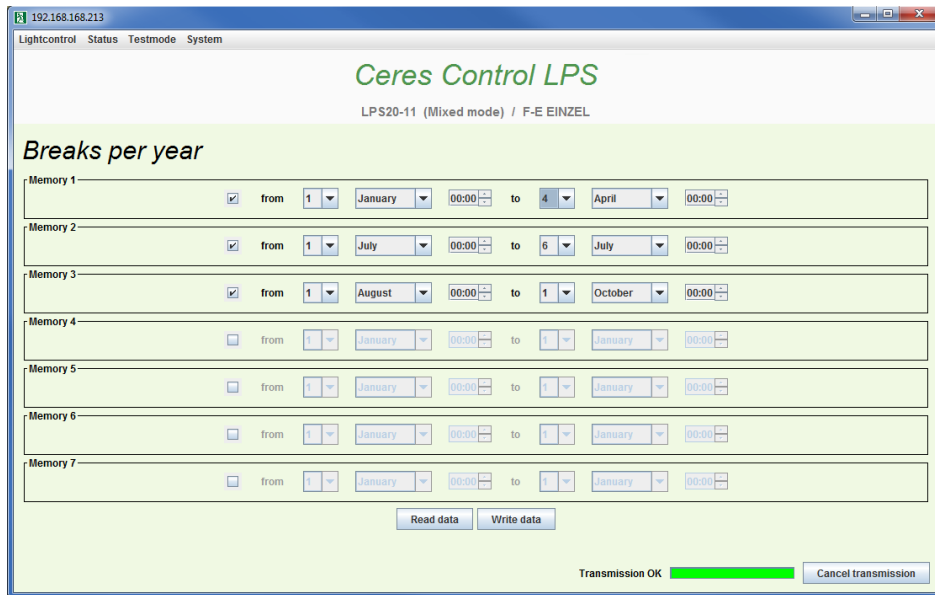 192.168.168.213
Lightcontrol Status Testmode System
Ceres Control LPS
LPS20-11 (Mixed mode) / F-E EINZEL
Breaks per year
Memory 1
from 1 January 00:00 to 4 April 00:00
Memory 2
from 1 July 00:00 to 6 July 00:00
Memory 3
from 1 August 00:00 to 1 October 00:00
Memory 4
from 1 January 00:00 to 1 January 00:00
Memory 5
from 1 January 00:00 to 1 January 00:00
Memory 6
from 1 January 00:00 to 1 January 00:00
Memory 7
from 1 January 00:00 to 1 January 00:00
Read data Write data
Transmission OK Cancel transmission